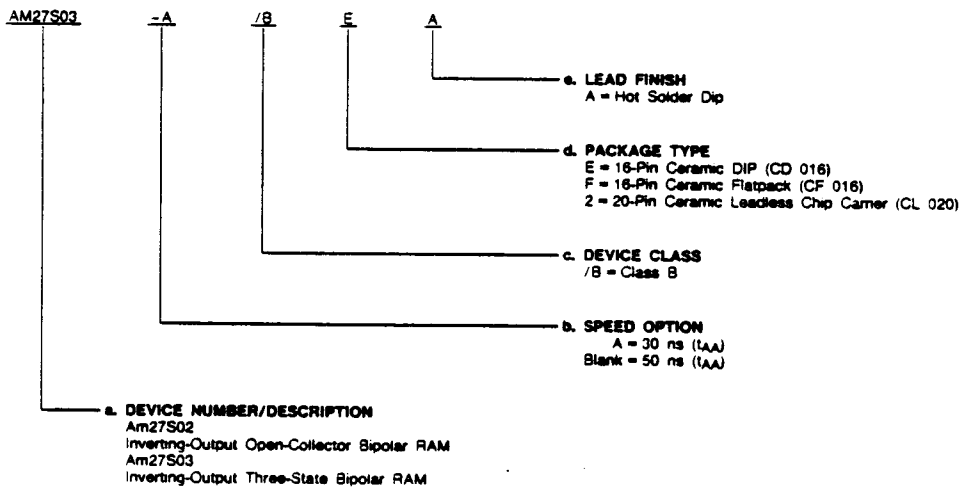 AM27S03 -A /B E A
e. LEAD FINISH
A = Hot Solder Dip
d. PACKAGE TYPE
E = 16-Pin Ceramic DIP (CD 016)
F = 16-Pin Ceramic Flatpack (CF 016)
2 = 20-Pin Ceramic Leadless Chip Carrier (CL 020)
c. DEVICE CLASS
/B = Class B
b. SPEED OPTION
A = 30 ns (tAA)
Blank = 50 ns (tAA)
a. DEVICE NUMBER/DESCRIPTION
Am27S02
Inverting-Output Open-Collector Bipolar RAM
Am27S03
Inverting-Output Three-State Bipolar RAM